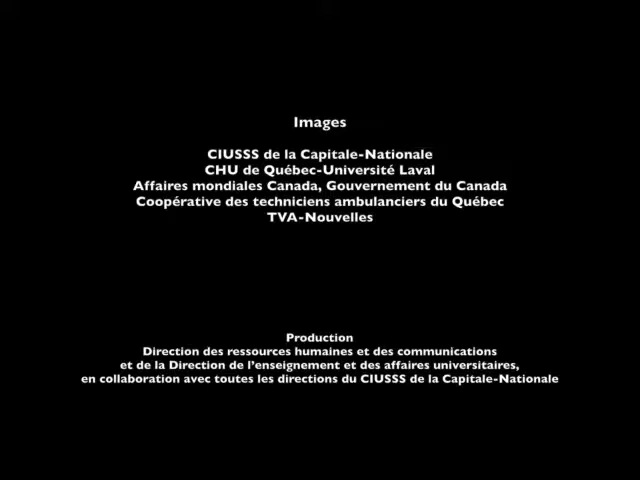 Images
CIUSSS de la Capitale-Nationale
CHU de Québec-Université Laval
Affaires mondiales Canada, Gouvernement du Canada
Coopérative des techniciens ambulanciers du Québec
TVA-Nouvelles
Production
Direction des ressources humaines et des communications
et de la Direction de l'enseignement et des affaires universitaires,
en collaboration avec toutes les directions du CIUSSS de la Capitale-Nationale